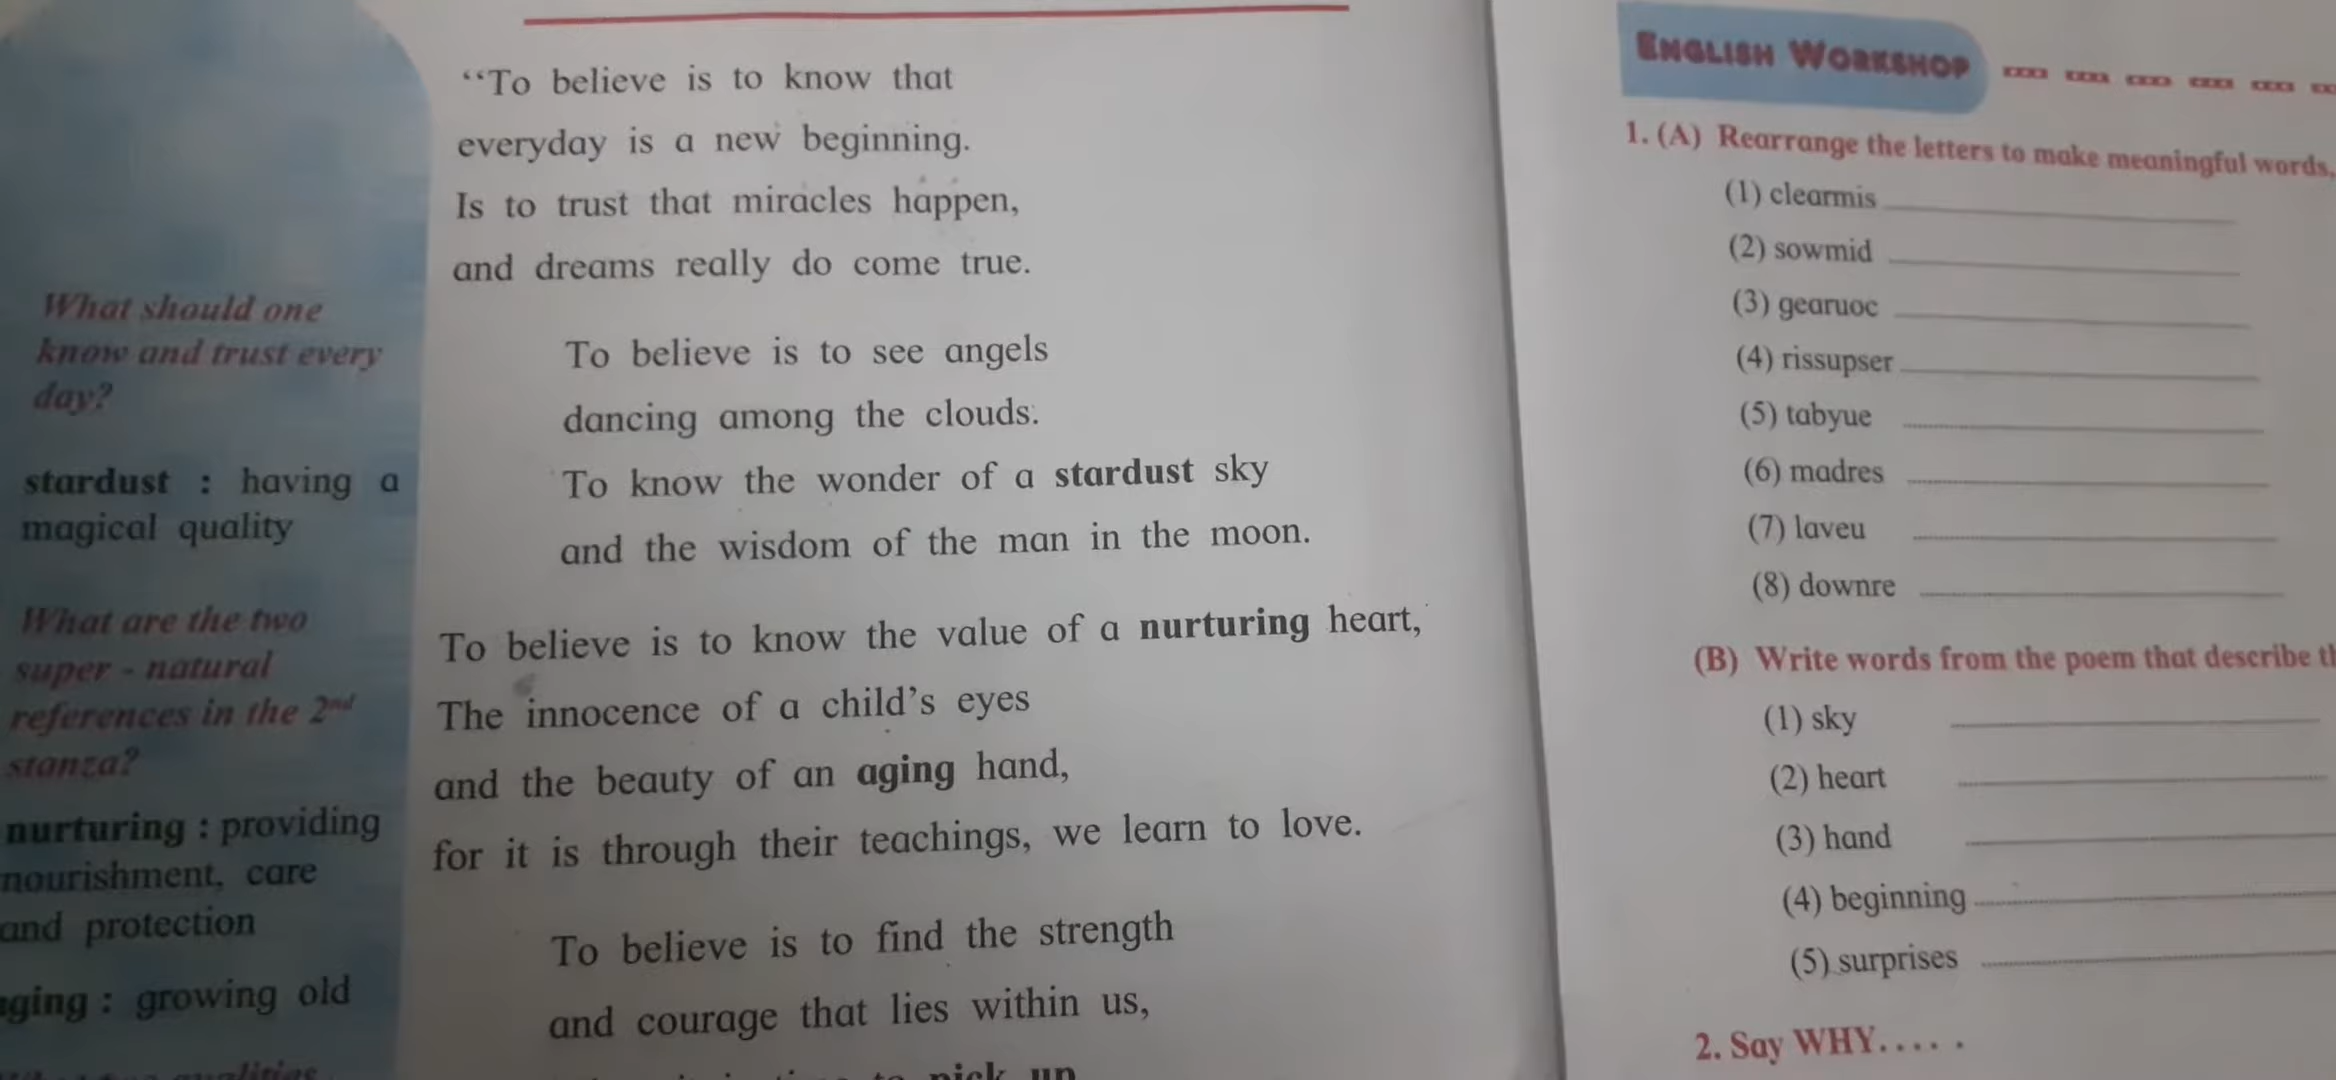 What should one
know and trust every
day?
stardust : having a
magical quality
What are the two
super - natural
references in the 2nd
stanza?
nurturing : providing
nourishment, care
and protection
ging : growing old
qualities
“To believe is to know that
everyday is a new beginning.
Is to trust that miracles happen,
and dreams really do come true.
To believe is to see angels
dancing among the clouds.
To know the wonder of a stardust sky
and the wisdom of the man in the moon.
To believe is to know the value of a nurturing heart,
The innocence of a child’s eyes
and the beauty of an aging hand,
for it is through their teachings, we learn to love.
To believe is to find the strength
and courage that lies within us,
to pick up
ENGLISH WORKSHOP
1. (A) Rearrange the letters to make meaningful words,
(1) clearmis
(2) sowmid
(3) gearuoc
(4) rissupser
(5) tabyue
(6) madres
(7) laveu
(8) downre
(B) Write words from the poem that describe th
(1) sky
(2) heart
(3) hand
(4) beginning
(5) surprises
2. Say WHY.....